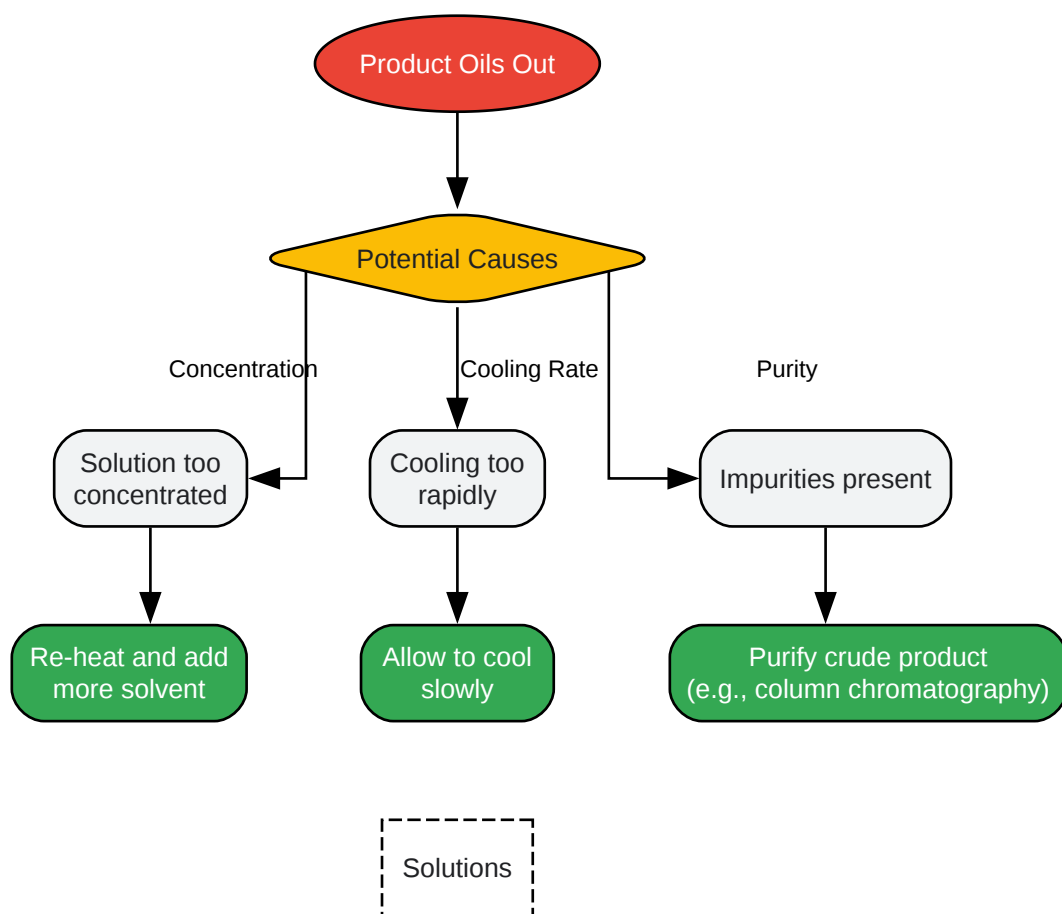 Product Oils Out
Potential Causes
Concentration
Cooling Rate
Purity
Solution too
concentrated
Cooling too
rapidly
Impurities present
Re-heat and add
more solvent
Allow to cool
slowly
Purify crude product
(e.g., column chromatography)
Solutions